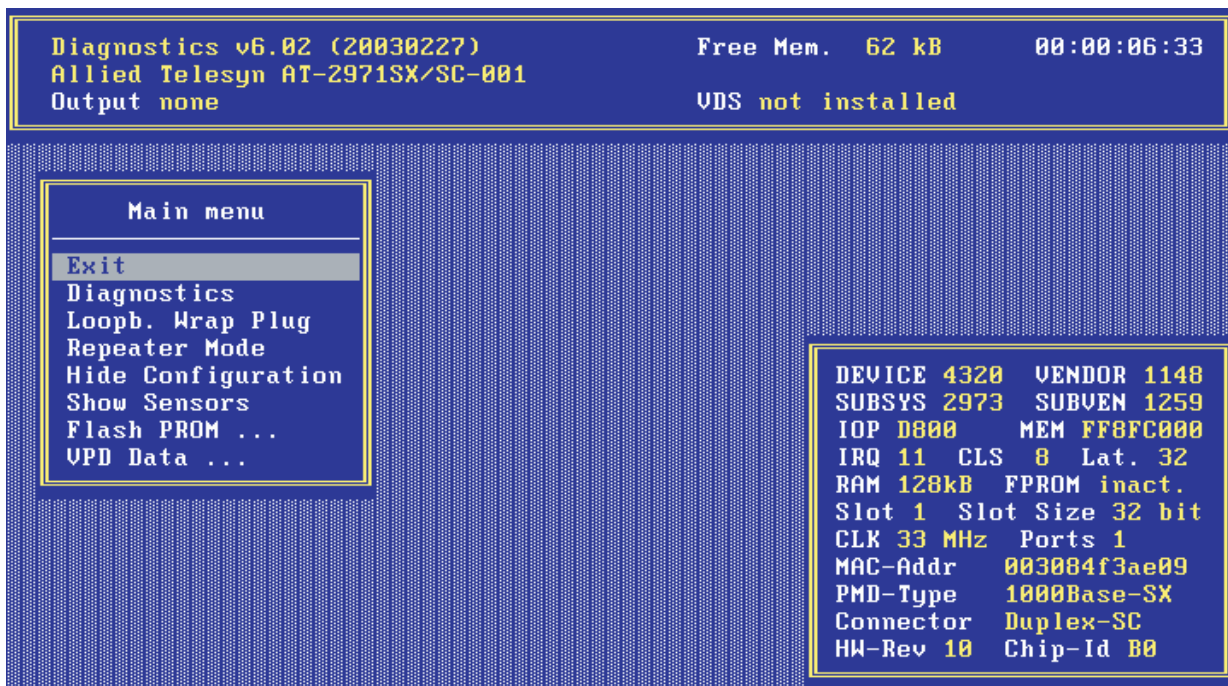 Diagnostics v6.02 (20030227) Free Mem. 62 kB 00:00:06:33
Allied Telesyn AT-2971SX/SC-001
Output none VDS not installed
Main menu
Exit
Diagnostics
Loopb. Wrap Plug
Repeater Mode
Hide Configuration
Show Sensors
Flash PROM ...
VPD Data ...
DEVICE 4320 VENDOR 1148
SUBSYS 2973 SUBVEN 1259
IOP D800 MEM FF8FC000
IRQ 11 CLS 8 Lat. 32
RAM 128kB FPROM inact.
Slot 1 Slot Size 32 bit
CLK 33 MHz Ports 1
MAC-Addr 003084f3ae09
PMD-Type 1000Base-SX
Connector Duplex-SC
HW-Rev 10 Chip-Id B0